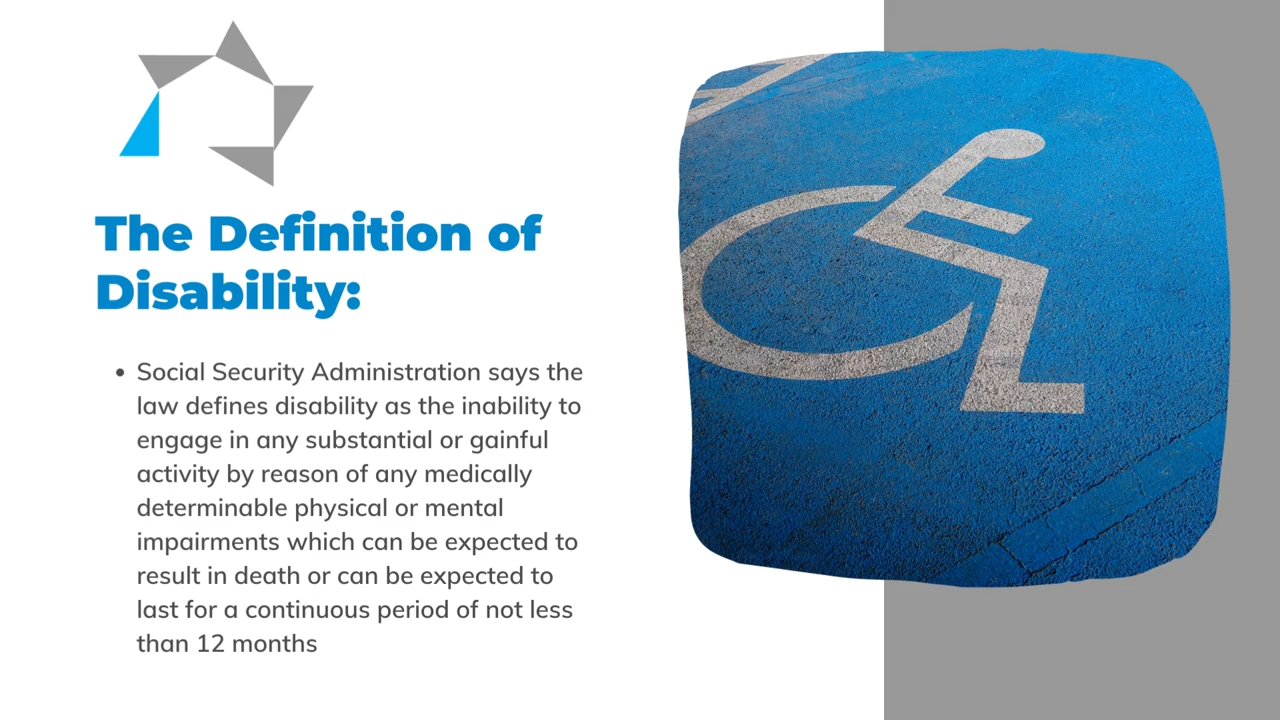 The Definition of
Disability:
• Social Security Administration says the
law defines disability as the inability to
engage in any substantial or gainful
activity by reason of any medically
determinable physical or mental
impairments which can be expected to
result in death or can be expected to
last for a continuous period of not less
than 12 months